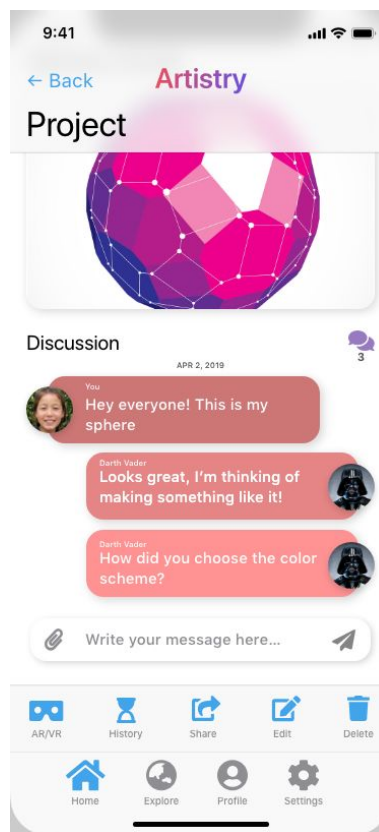 9:41
← Back
Artistry
Project
Discussion
3
APR 2, 2019
You
Hey everyone! This is my
sphere
Darth Vader
Looks great, I'm thinking of
making something like it!
Darth Vader
How did you choose the color
scheme?
Write your message here...
AR/VR
History
Share
Edit
Delete
Home
Explore
Profile
Settings